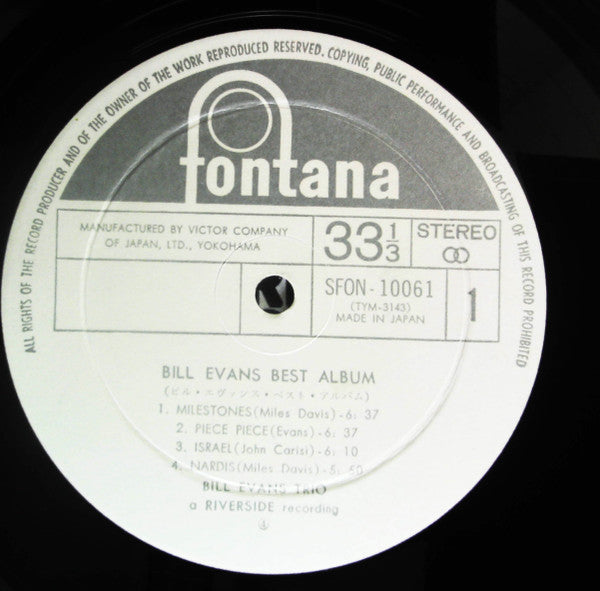 ALL RIGHTS OF THE RECORD PRODUCER AND OF THE OWNER OF THE WORK REPRODUCED RESERVED. COPYING, PUBLIC PERFORMANCE AND BROADCASTING OF THIS RECORD PROHIBITED
fontana
MANUFACTURED BY VICTOR COMPANY
OF JAPAN, LTD., YOKOHAMA
33 1/3
STEREO
SFON-10061
(TYM-3143)
MADE IN JAPAN
1
BILL EVANS BEST ALBUM
(ビル・エヴァンス・ベスト・アルバム)
1. MILESTONES(Miles Davis)-6: 37
2. PIECE PIECE(Evans)-6: 37
3. ISRAEL(John Carisi)-6: 10
4. NARDIS(Miles Davis)-5: 50
BILL EVANS TRIO
a RIVERSIDE recording